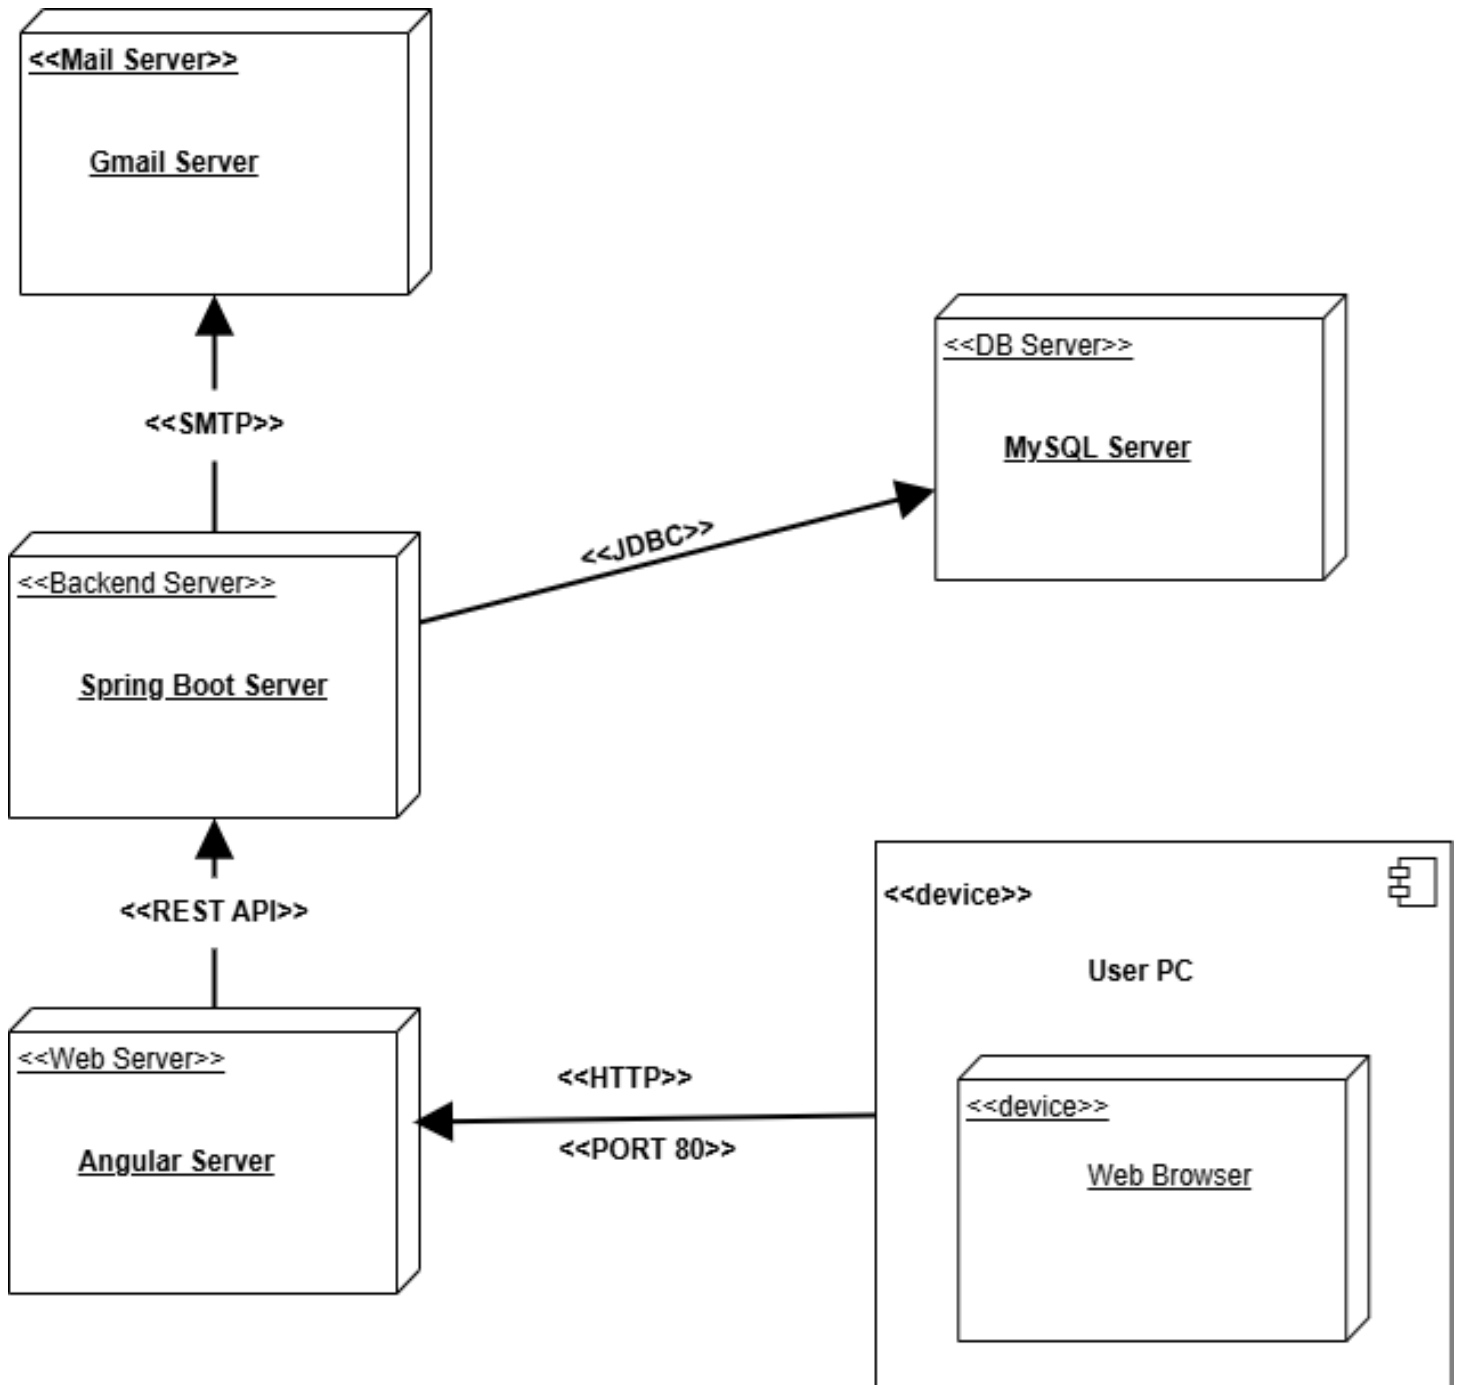 <<Mail Server>>
Gmail Server
<<SMTP>>
<<DB Server>>
MySQL Server
<<JDBC>>
<<Backend Server>>
Spring Boot Server
<<REST API>>
<<device>>
User PC
<<Web Server>>
Angular Server
<<HTTP>>
<<PORT 80>>
<<device>>
Web Browser